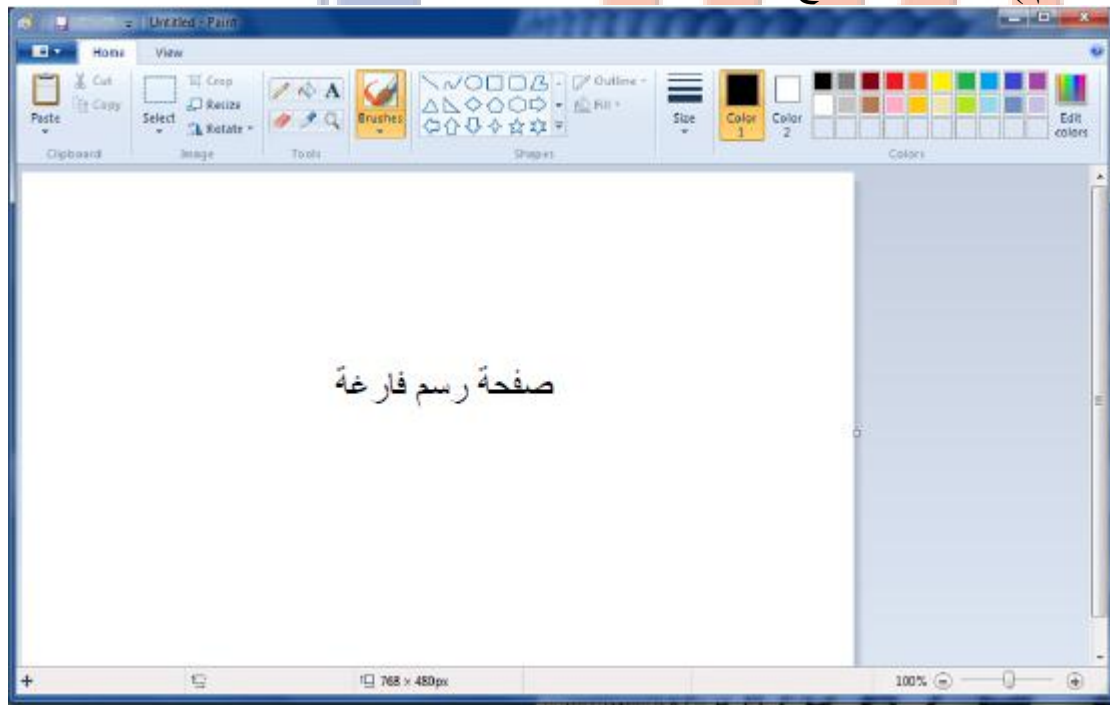 Untitled - Paint
Home View
Paste
Cut
Copy
Clipboard
Select
Crop
Resize
Rotate
Image
A
Tools
Brushes
Outline
Fill
Shapes
Size
Color 1
Color 2
Edit colors
Colors
صفحة رسم فارغة
768 × 480px
100%